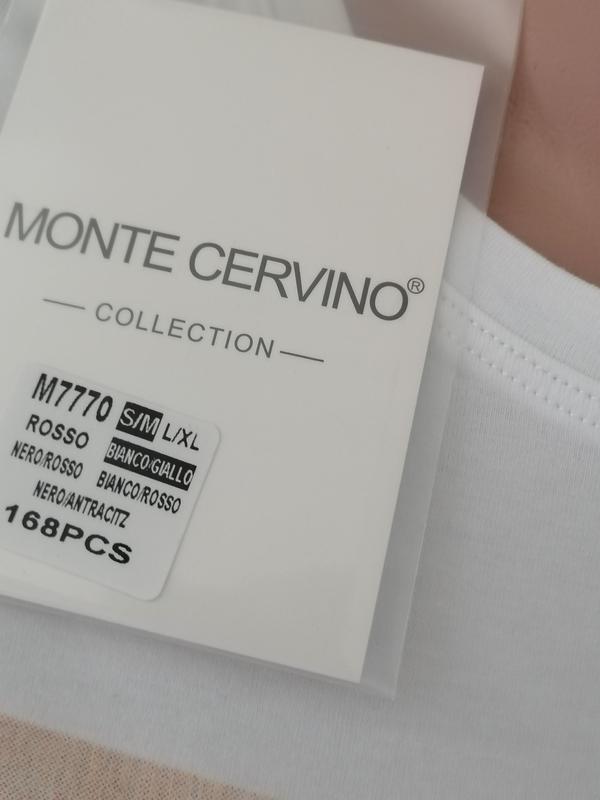 MONTE CERVINO®
— COLLECTION —
M7770 S/M L/XL
ROSSO BIANCO/GIALLO
NERO/ROSSO BIANCO/ROSSO
NERO/ANTRACITZ
168PCS